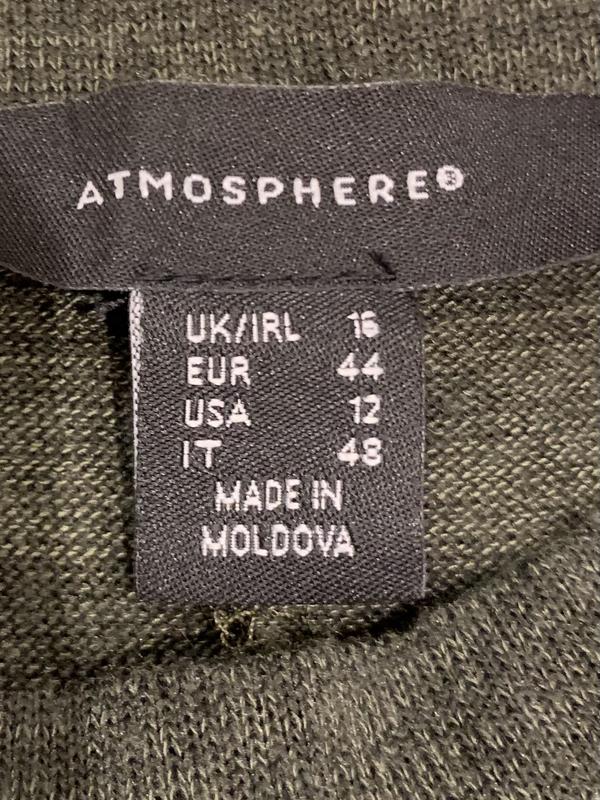 ATMOSPHERE®
UK/IRL 16
EUR 44
USA 12
IT 48
MADE IN
MOLDOVA